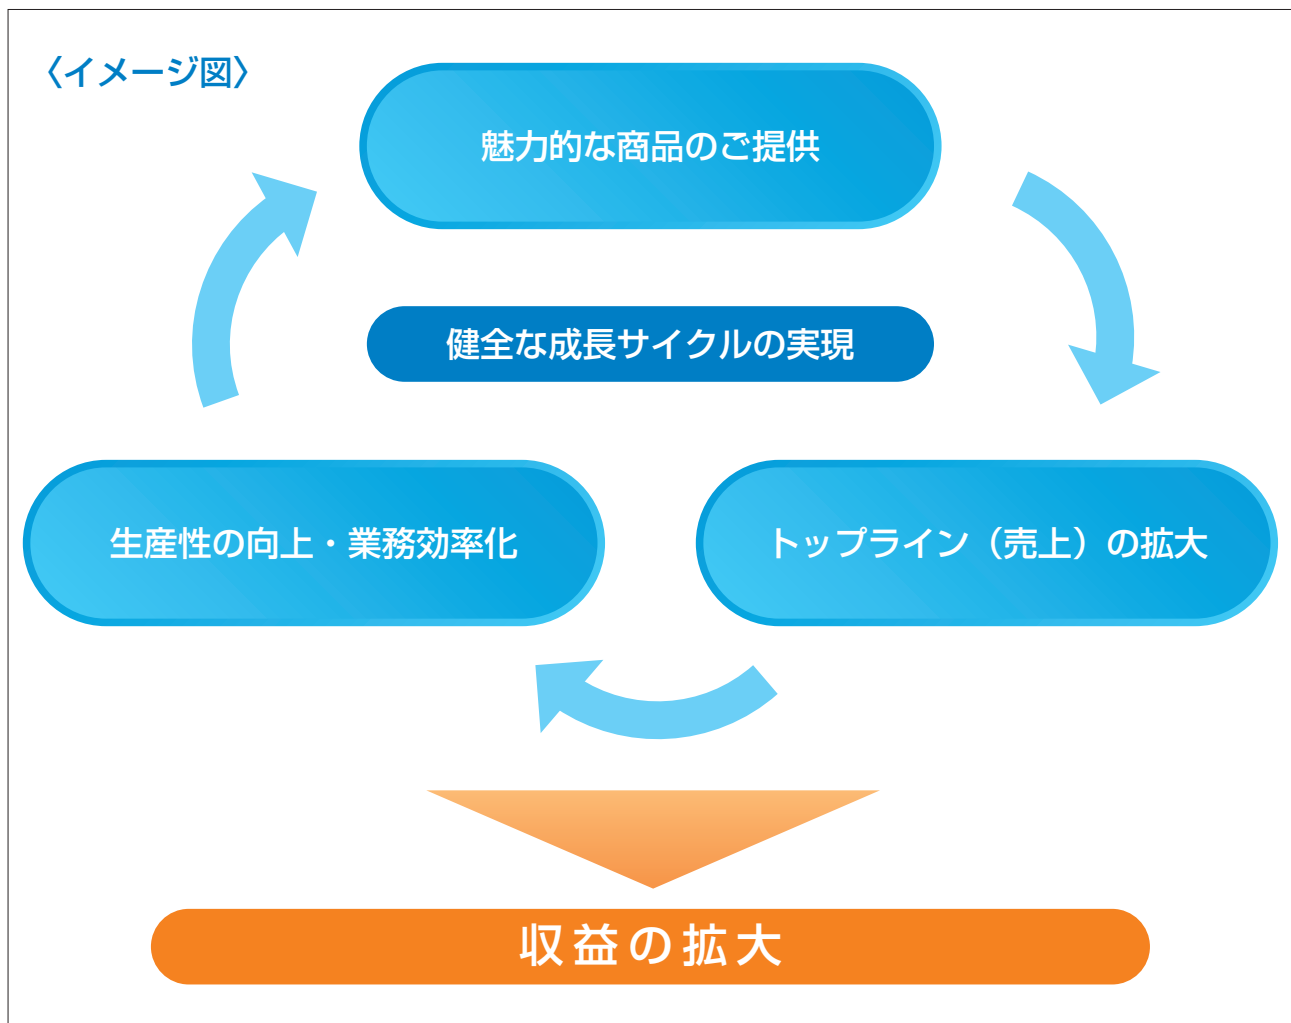 〈イメージ図〉
魅力的な商品のご提供
健全な成長サイクルの実現
生産性の向上・業務効率化
トップライン（売上）の拡大
収益の拡大